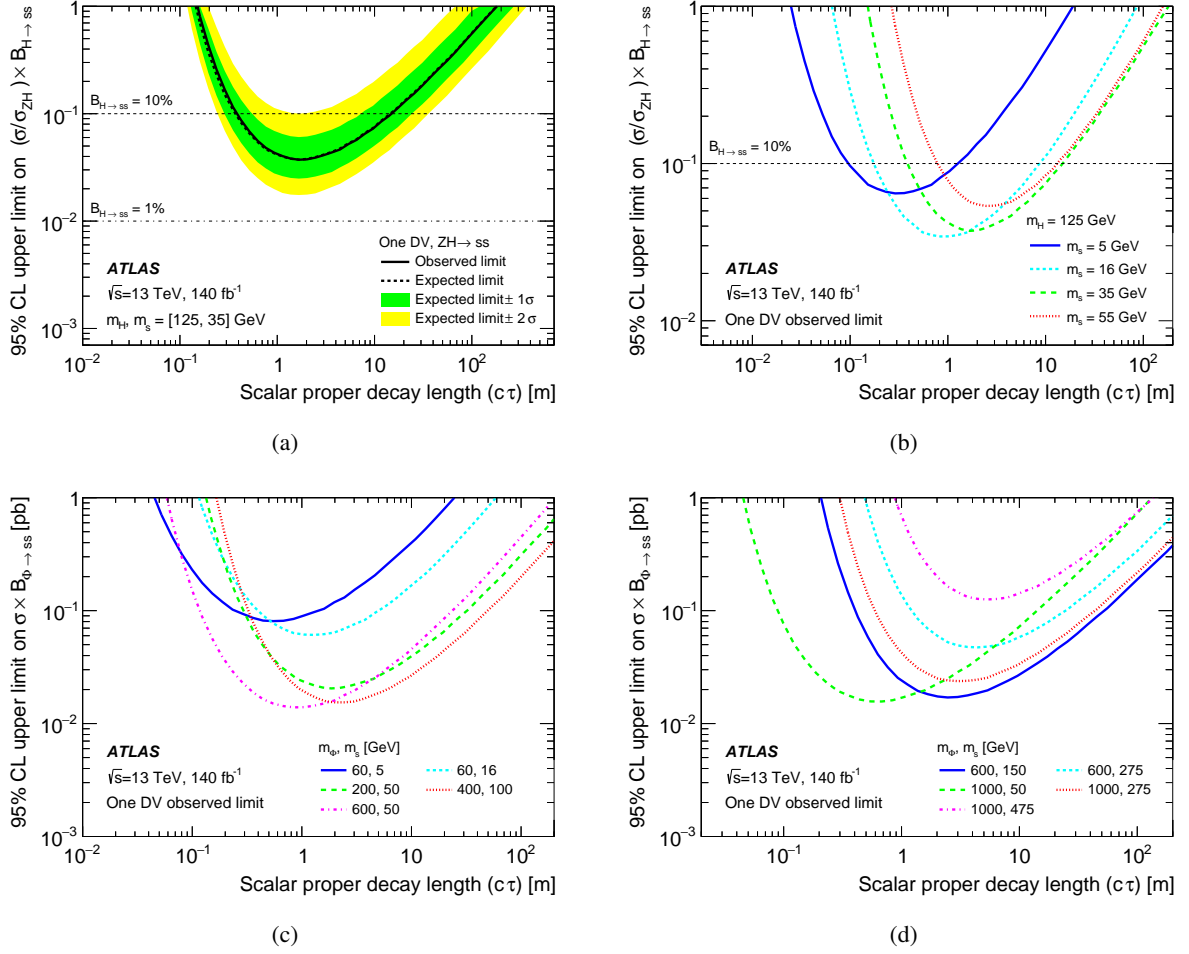 95% CL upper limit on (σ/σ_ZH) × B_H→ss
1
10⁻¹
10⁻²
10⁻³
B_H→ss = 10%
B_H→ss = 1%
One DV, ZH→ ss
Observed limit
Expected limit
Expected limit± 1σ
Expected limit± 2σ
ATLAS
√s=13 TeV, 140 fb⁻¹
m_H, m_s = [125, 35] GeV
10⁻² 10⁻¹ 1 10 10²
Scalar proper decay length (cτ) [m]
(a)
95% CL upper limit on (σ/σ_ZH) × B_H→ss
1
10⁻¹
10⁻²
B_H→ss = 10%
m_H = 125 GeV
m_s = 5 GeV
m_s = 16 GeV
m_s = 35 GeV
m_s = 55 GeV
ATLAS
√s=13 TeV, 140 fb⁻¹
One DV observed limit
10⁻² 10⁻¹ 1 10 10²
Scalar proper decay length (cτ) [m]
(b)
95% CL upper limit on σ × B_Φ→ss [pb]
1
10⁻¹
10⁻²
10⁻³
ATLAS
√s=13 TeV, 140 fb⁻¹
One DV observed limit
m_Φ, m_s [GeV]
60, 5 60, 16
200, 50 400, 100
600, 50
10⁻² 10⁻¹ 1 10 10²
Scalar proper decay length (cτ) [m]
(c)
95% CL upper limit on σ × B_Φ→ss [pb]
1
10⁻¹
10⁻²
10⁻³
ATLAS
√s=13 TeV, 140 fb⁻¹
One DV observed limit
m_Φ, m_s [GeV]
600, 150 600, 275
1000, 50 1000, 275
1000, 475
10⁻¹ 1 10 10²
Scalar proper decay length (cτ) [m]
(d)